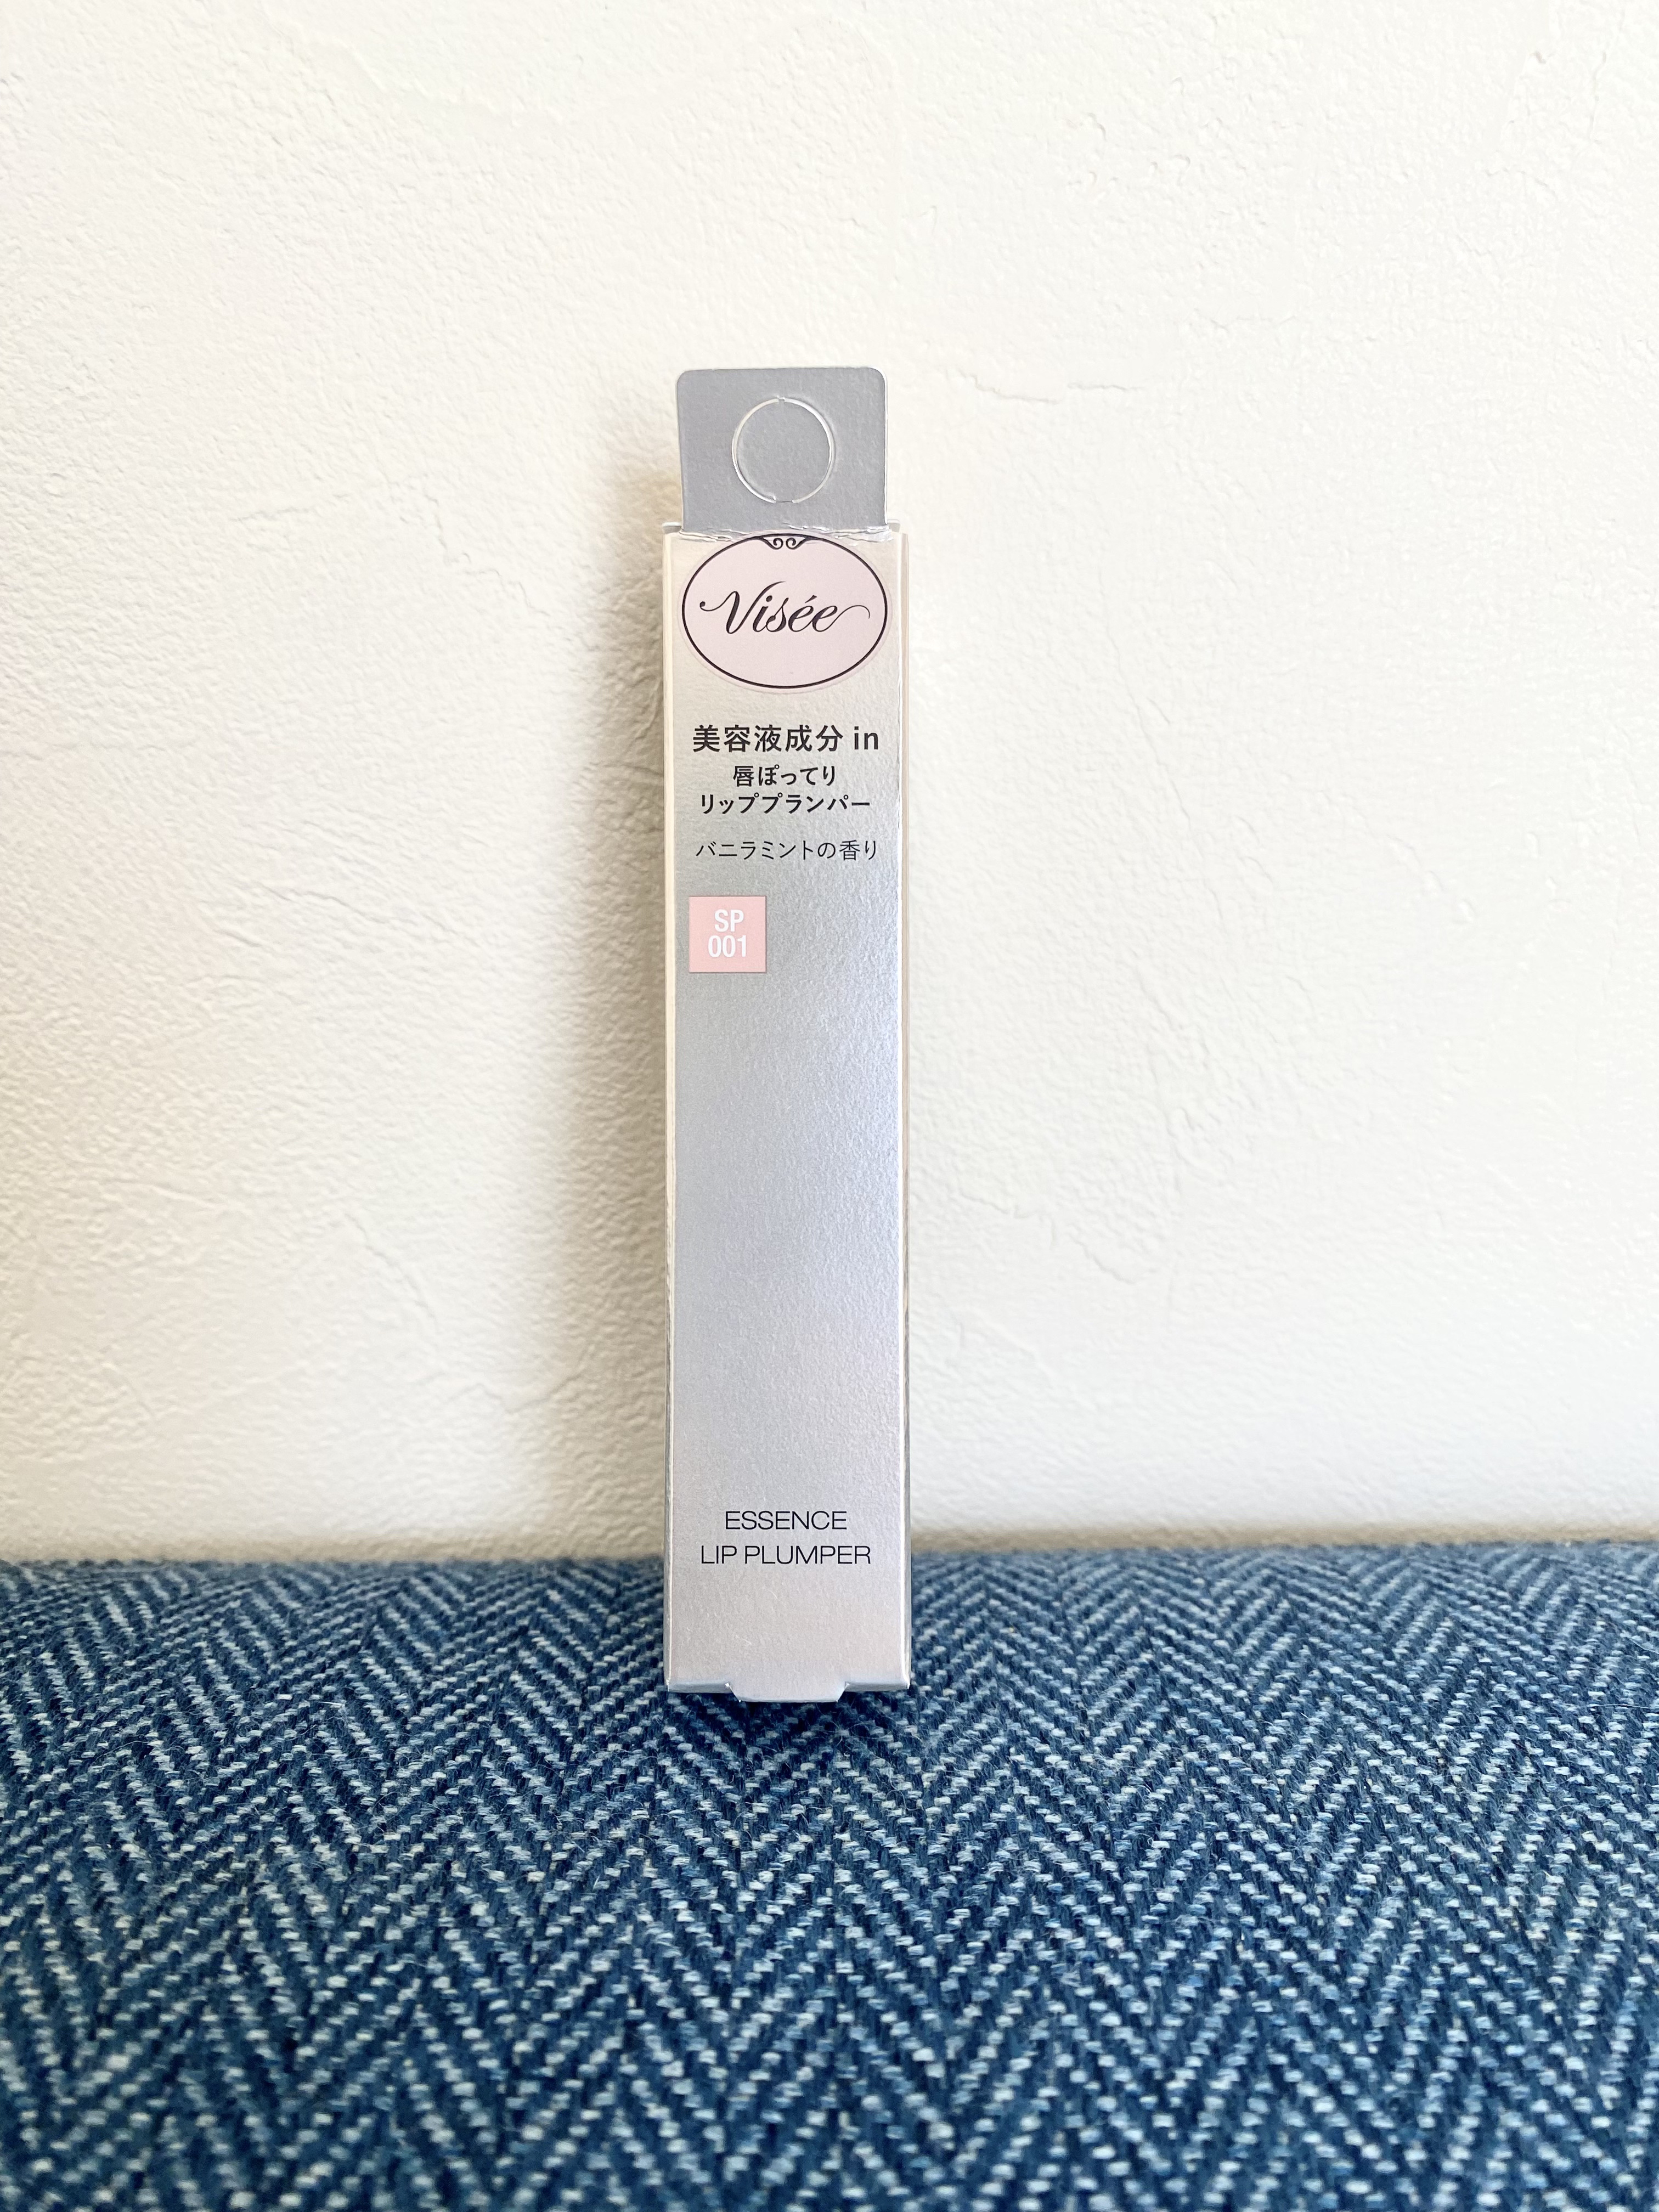 Visée
美容液成分 in
唇ぽってり
リッププランパー
バニラミントの香り
SP
001
ESSENCE
LIP PLUMPER